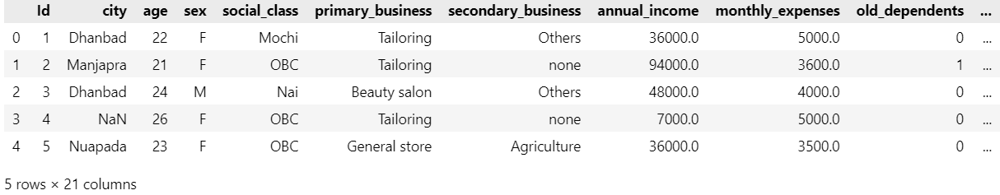 Id city age sex social_class primary_business secondary_business annual_income monthly_expenses old_dependents ...
0 1 Dhanbad 22 F Mochi Tailoring Others 36000.0 5000.0 0 ...
1 2 Manjapra 21 F OBC Tailoring none 94000.0 3600.0 1 ...
2 3 Dhanbad 24 M Nai Beauty salon Others 48000.0 4000.0 0 ...
3 4 NaN 26 F OBC Tailoring none 7000.0 5000.0 0 ...
4 5 Nuapada 23 F OBC General store Agriculture 36000.0 3500.0 0 ...
5 rows × 21 columns